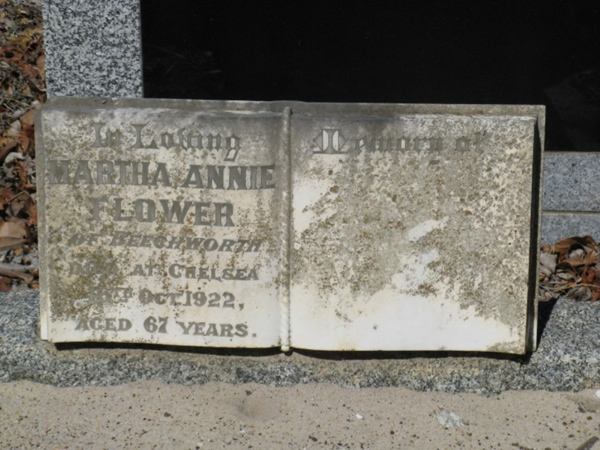 In Loving Memory of
MARTHA ANNIE
FLOWER
OF BEECHWORTH
DIED AT CHELSEA
OCT. 1922,
AGED 67 YEARS.